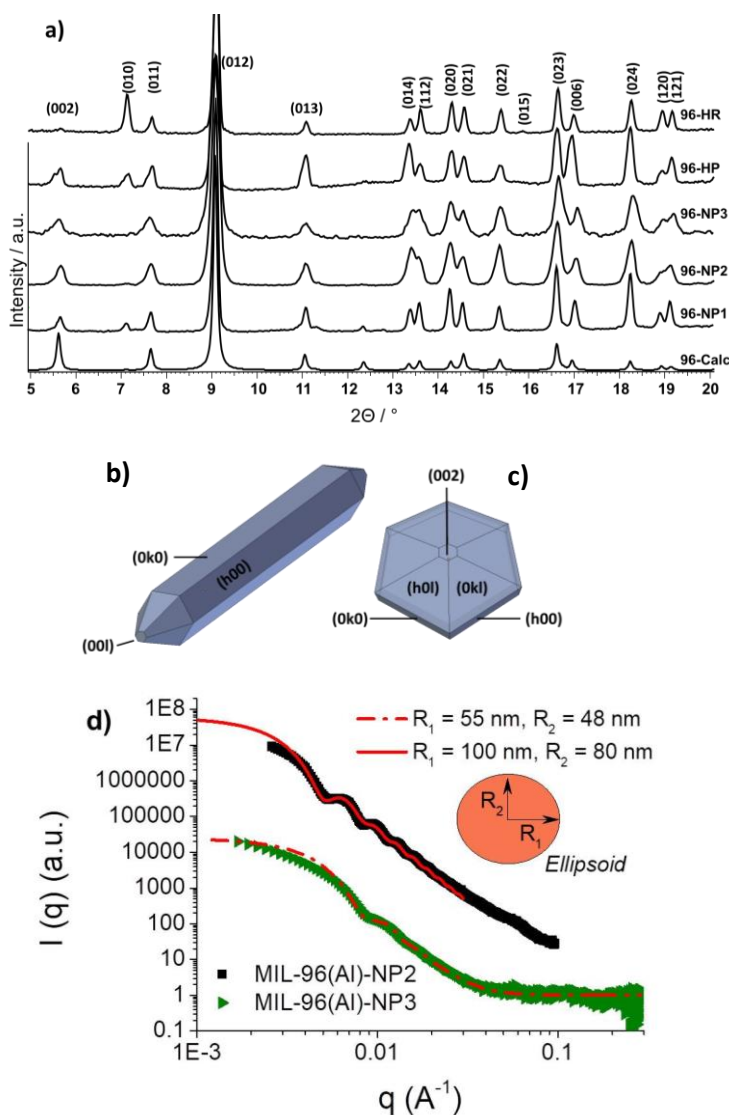 a)
(002)
(010)
(011)
(012)
(013)
(014)
(112)
(020)
(021)
(022)
(015)
(023)
(006)
(024)
(120)
(121)
96-HR
96-HP
96-NP3
96-NP2
96-NP1
96-Calc
Intensity / a.u.
5 6 7 8 9 10 11 12 13 14 15 16 17 18 19 20
2Θ / °
b)
(0k0)
(h00)
(00l)
c)
(002)
(h0l) (0kl)
(0k0) (h00)
d)
R₁ = 55 nm, R₂ = 48 nm
R₁ = 100 nm, R₂ = 80 nm
R₂
R₁
Ellipsoid
MIL-96(Al)-NP2
MIL-96(Al)-NP3
I (q) (a.u.)
1E8
1E7
1000000
100000
10000
1000
100
10
1
0.1
1E-3 0.01 0.1
q (A⁻¹)